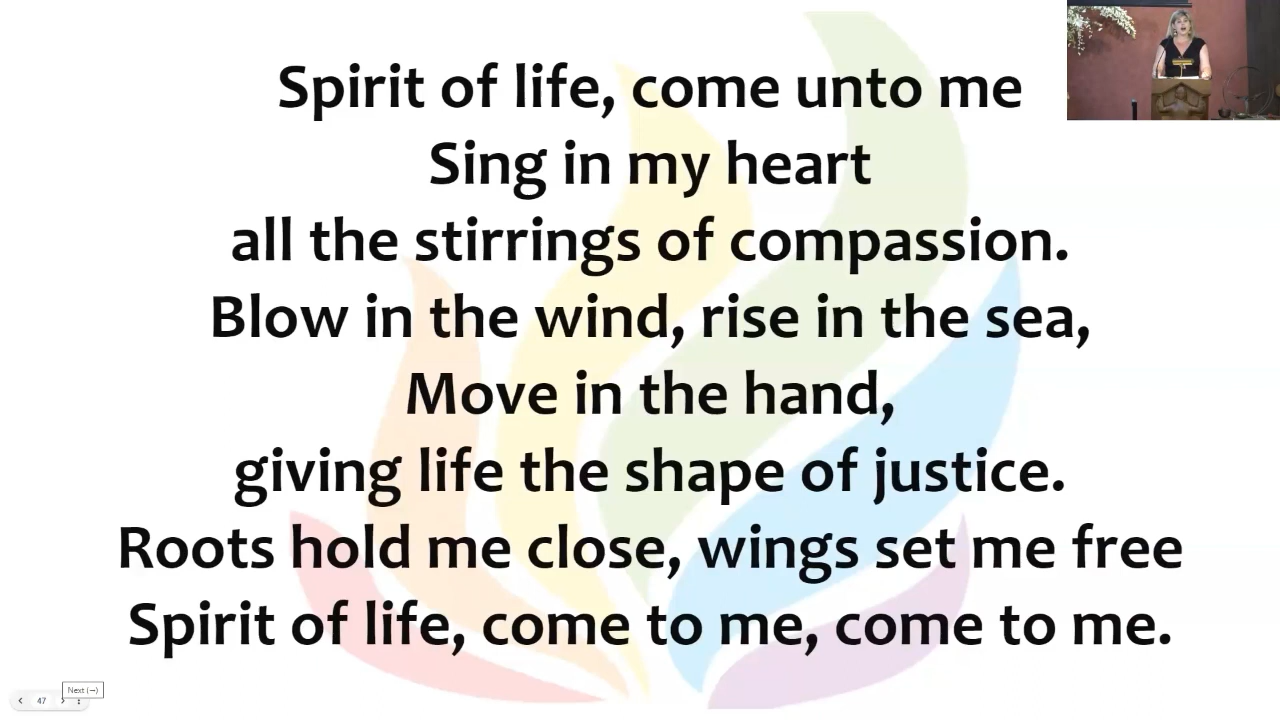 Spirit of life, come unto me
Sing in my heart
all the stirrings of compassion.
Blow in the wind, rise in the sea,
Move in the hand,
giving life the shape of justice.
Roots hold me close, wings set me free
Spirit of life, come to me, come to me.
47
Next (→)